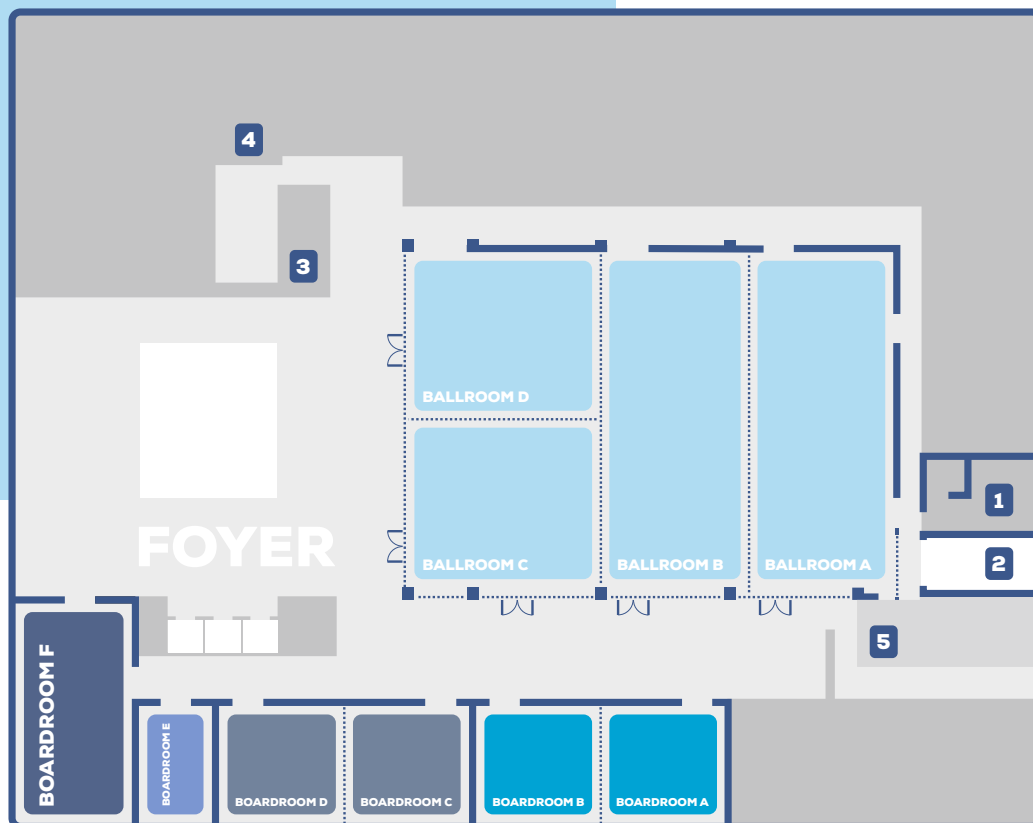 4
3
BALLROOM D
1
FOYER
BALLROOM C
BALLROOM B
BALLROOM A
2
5
BOARDROOM F
BOARDROOM E
BOARDROOM D
BOARDROOM C
BOARDROOM B
BOARDROOM A